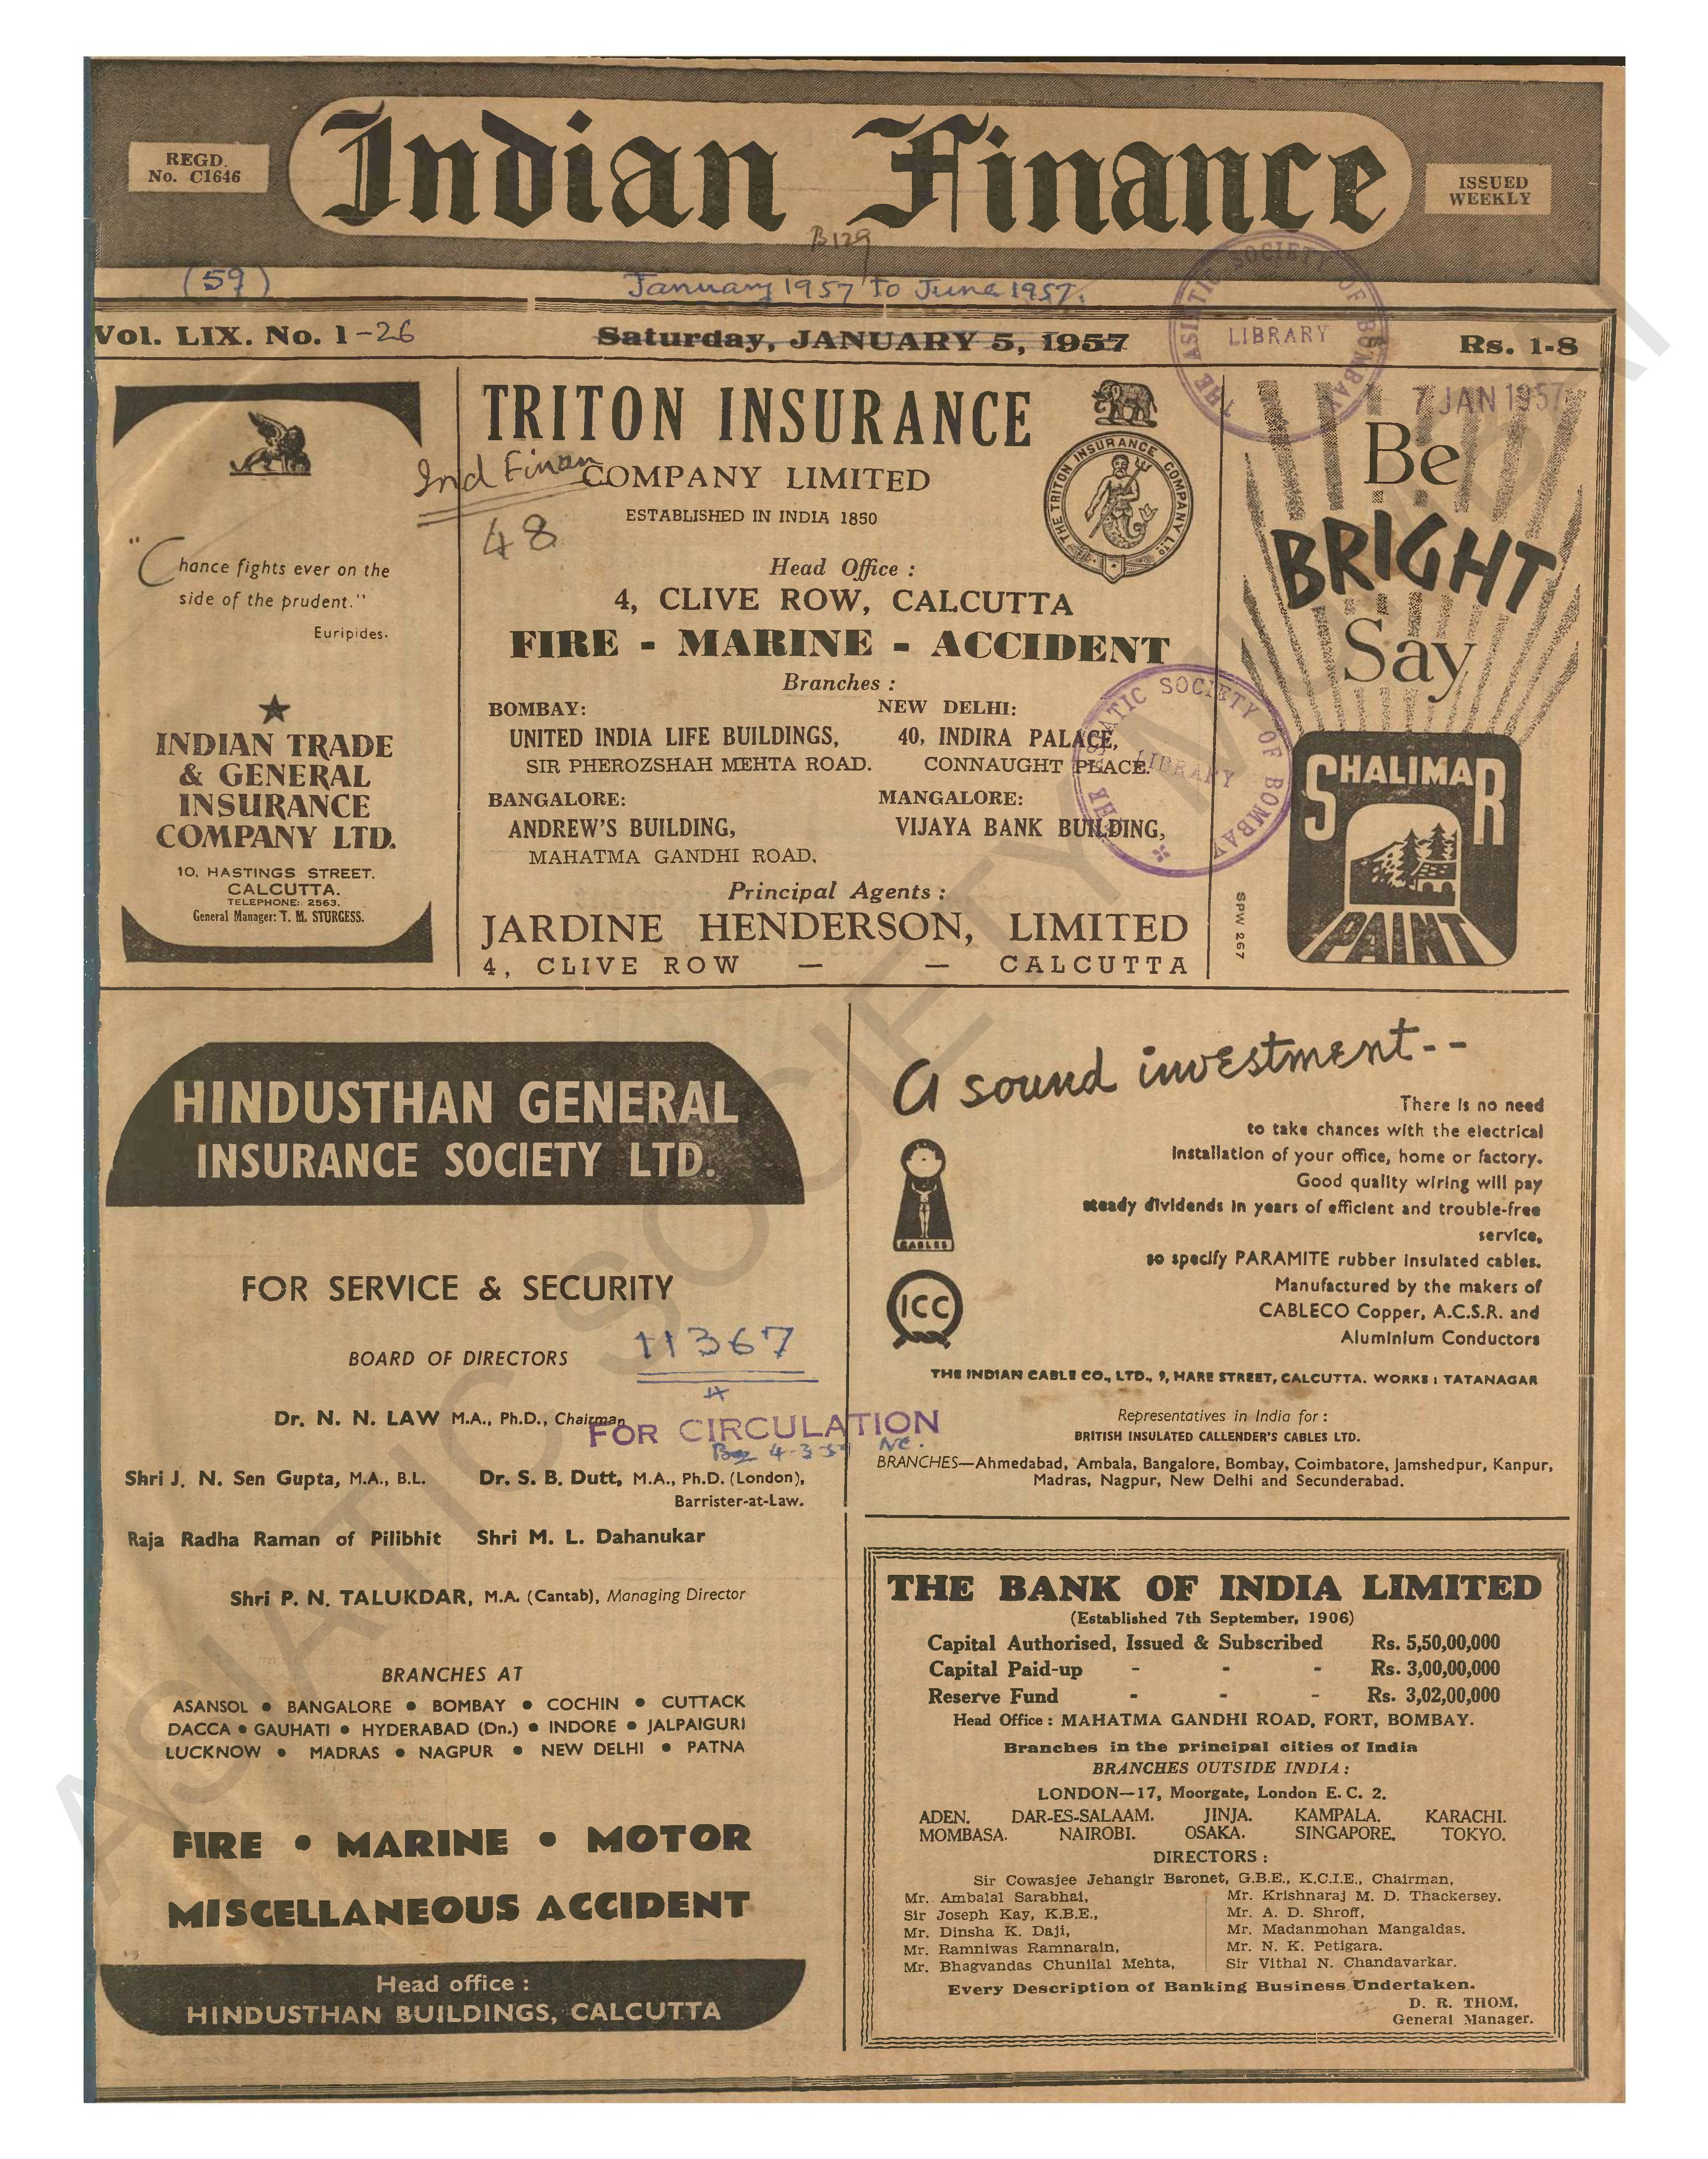 REGD.
No. C1646
Indian Finance
ISSUED
WEEKLY
B129
(59)
January 1957 To June 1957.
Vol. LIX. No. 1-26
Saturday, JANUARY 5, 1957
Rs. 1-8
THE ASIATIC SOCIETY OF BOMBAY
LIBRARY
7 JAN 1957
"Chance fights ever on the
side of the prudent."
Euripides.
INDIAN TRADE
& GENERAL
INSURANCE
COMPANY LTD.
10, HASTINGS STREET.
CALCUTTA.
TELEPHONE: 2563.
General Manager: T. M. STURGESS.
Ind Finan
48
TRITON INSURANCE
COMPANY LIMITED
ESTABLISHED IN INDIA 1850
THE TRITON INSURANCE COMPANY LTD.
Head Office :
4, CLIVE ROW, CALCUTTA
FIRE - MARINE - ACCIDENT
Branches :
BOMBAY: NEW DELHI:
UNITED INDIA LIFE BUILDINGS, 40, INDIRA PALACE,
SIR PHEROZSHAH MEHTA ROAD. CONNAUGHT PLACE.
BANGALORE: MANGALORE:
ANDREW'S BUILDING, VIJAYA BANK BUILDING,
MAHATMA GANDHI ROAD,
Principal Agents :
JARDINE HENDERSON, LIMITED
4, CLIVE ROW — — CALCUTTA
THE ASIATIC SOCIETY OF BOMBAY
LIBRARY
Be
BRIGHT
Say
SHALIMAR
PAINT
SPW 267
HINDUSTHAN GENERAL
INSURANCE SOCIETY LTD.
FOR SERVICE & SECURITY
11367
BOARD OF DIRECTORS
Dr. N. N. LAW M.A., Ph.D., Chairman
FOR CIRCULATION
Shri J. N. Sen Gupta, M.A., B.L. Dr. S. B. Dutt, M.A., Ph.D. (London),
Barrister-at-Law.
Raja Radha Raman of Pilibhit Shri M. L. Dahanukar
Shri P. N. TALUKDAR, M.A. (Cantab), Managing Director
BRANCHES AT
ASANSOL • BANGALORE • BOMBAY • COCHIN • CUTTACK
DACCA • GAUHATI • HYDERABAD (Dn.) • INDORE • JALPAIGURI
LUCKNOW • MADRAS • NAGPUR • NEW DELHI • PATNA
FIRE • MARINE • MOTOR
MISCELLANEOUS ACCIDENT
Head office :
HINDUSTHAN BUILDINGS, CALCUTTA
A sound investment--
There is no need
to take chances with the electrical
installation of your office, home or factory.
Good quality wiring will pay
steady dividends in years of efficient and trouble-free
service,
so specify PARAMITE rubber insulated cables.
Manufactured by the makers of
CABLECO Copper, A.C.S.R. and
Aluminium Conductors
CABLES
ICC
THE INDIAN CABLE CO., LTD., 9, HARE STREET, CALCUTTA. WORKS : TATANAGAR
Representatives in India for :
BRITISH INSULATED CALLENDER'S CABLES LTD.
BRANCHES—Ahmedabad, Ambala, Bangalore, Bombay, Coimbatore, Jamshedpur, Kanpur,
Madras, Nagpur, New Delhi and Secunderabad.
THE BANK OF INDIA LIMITED
(Established 7th September, 1906)
Capital Authorised, Issued & Subscribed Rs. 5,50,00,000
Capital Paid-up - - - Rs. 3,00,00,000
Reserve Fund - - - Rs. 3,02,00,000
Head Office : MAHATMA GANDHI ROAD, FORT, BOMBAY.
Branches in the principal cities of India
BRANCHES OUTSIDE INDIA :
LONDON—17, Moorgate, London E. C. 2.
ADEN. DAR-ES-SALAAM. JINJA. KAMPALA. KARACHI.
MOMBASA. NAIROBI. OSAKA. SINGAPORE. TOKYO.
DIRECTORS :
Sir Cowasjee Jehangir Baronet, G.B.E., K.C.I.E., Chairman,
Mr. Ambalal Sarabhai, Mr. Krishnaraj M. D. Thackersey.
Sir Joseph Kay, K.B.E., Mr. A. D. Shroff,
Mr. Dinsha K. Daji, Mr. Madanmohan Mangaldas.
Mr. Ramniwas Ramnarain, Mr. N. K. Petigara.
Mr. Bhagvandas Chunilal Mehta, Sir Vithal N. Chandavarkar.
Every Description of Banking Business Undertaken.
D. R. THOM,
General Manager.
ASIATIC SOCIETY MUMBAI